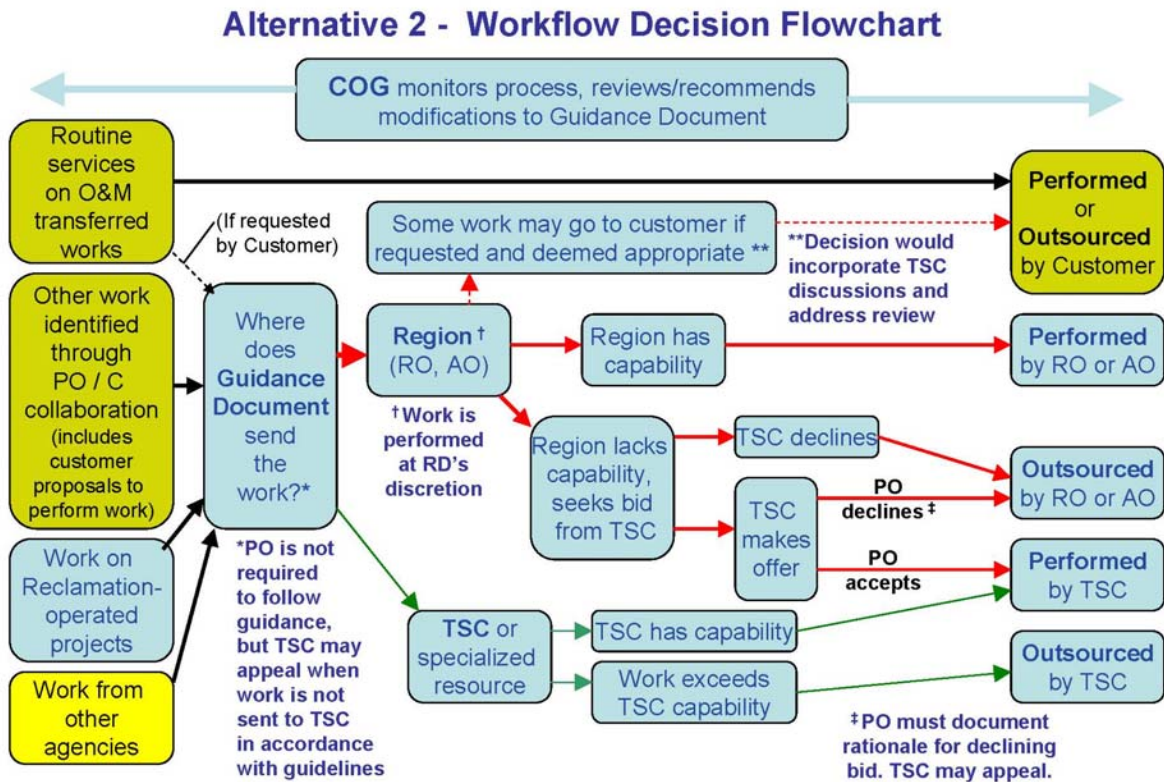 Alternative 2 - Workflow Decision Flowchart
COG monitors process, reviews/recommends
modifications to Guidance Document
Routine
services
on O&M
transferred
works
(If requested
by Customer)
Other work
identified
through
PO / C
collaboration
(includes
customer
proposals to
perform work)
Work on
Reclamation-
operated
projects
Work from
other
agencies
Where
does
Guidance
Document
send
the
work?*
*PO is not
required
to follow
guidance,
but TSC may
appeal when
work is not
sent to TSC
in accordance
with guidelines
Some work may go to customer if
requested and deemed appropriate **
**Decision would
incorporate TSC
discussions and
address review
Region †
(RO, AO)
†Work is
performed
at RD's
discretion
Region has
capability
Region lacks
capability,
seeks bid
from TSC
TSC declines
TSC
makes
offer
PO
declines ‡
PO
accepts
TSC or
specialized
resource
TSC has capability
Work exceeds
TSC capability
Performed
or
Outsourced
by Customer
Performed
by RO or AO
Outsourced
by RO or AO
Performed
by TSC
Outsourced
by TSC
‡PO must document
rationale for declining
bid. TSC may appeal.